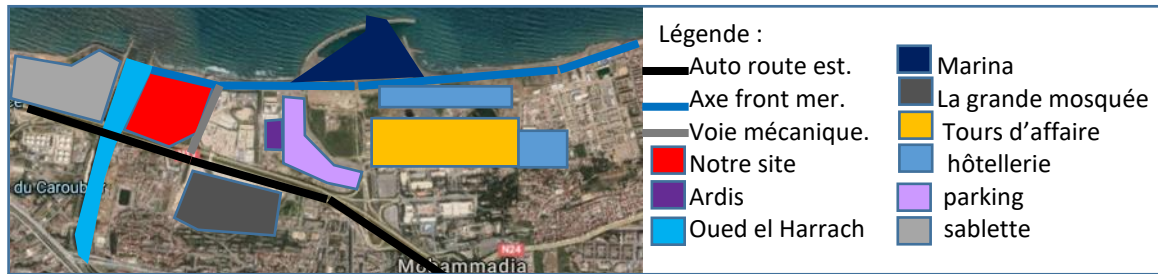 Légende :
Auto route est.
Axe front mer.
Voie mécanique.
Notre site
Ardis
Oued el Harrach
Marina
La grande mosquée
Tours d’affaire
hôtellerie
parking
sablette
du Caroubier
N24
Mohammadia